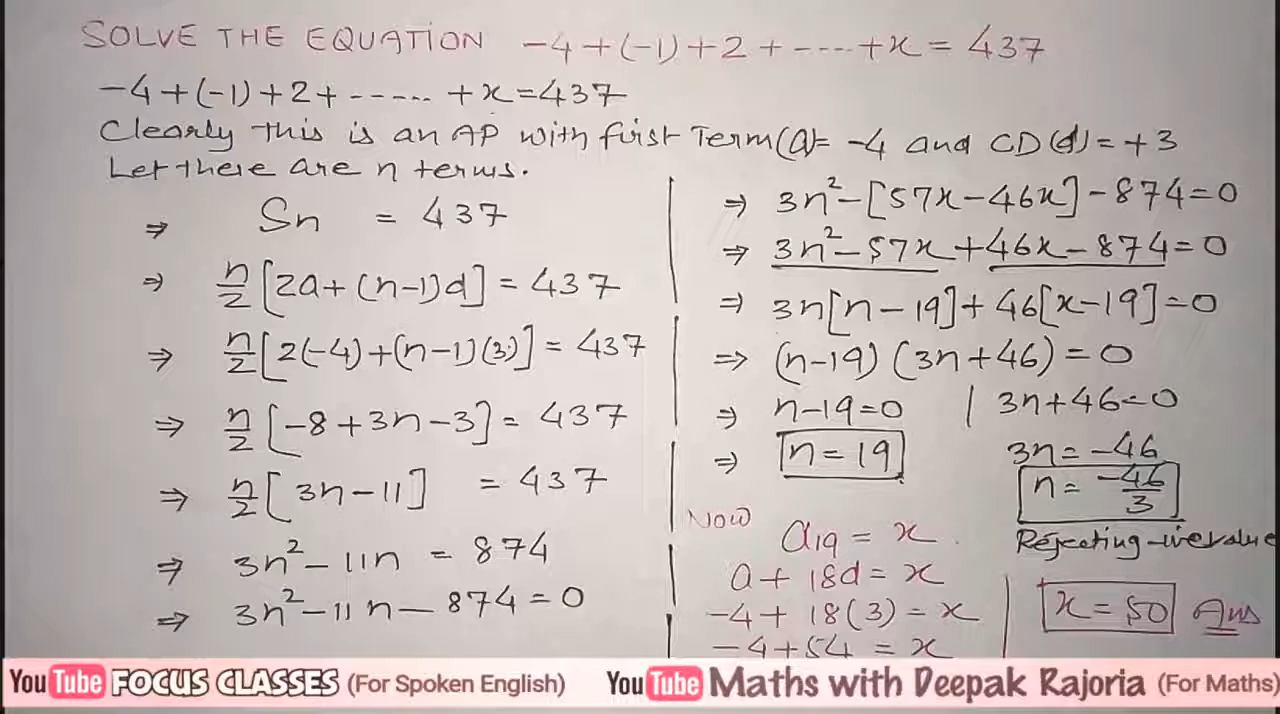 SOLVE THE EQUATION -4+(-1)+2+-----+x=437
-4+(-1)+2+------+x=437
Clearly this is an AP with first Term(a)= -4 and CD(d)=+3
Let there are n terms.
⇒ Sn = 437
⇒ n/2[2a+(n-1)d]=437
⇒ n/2[2(-4)+(n-1)(3)]=437
⇒ n/2[-8+3n-3]=437
⇒ n/2[3n-11] =437
⇒ 3n²-11n =874
⇒ 3n²-11n-874=0
⇒ 3n²-[57x-46x]-874=0
⇒ 3n²-57x+46x-874=0
⇒ 3n[n-19]+46[x-19]=0
⇒ (n-19)(3n+46)=0
⇒ n-19=0 | 3n+46=0
⇒ n=19
3n=-46
n=-46/3
Rejecting -ive value
Now a19=x.
a+18d=x
-4+18(3)=x
-4+54=x
x=50 Ans
YouTube FOCUS CLASSES (For Spoken English) YouTube Maths with Deepak Rajoria (For Maths)